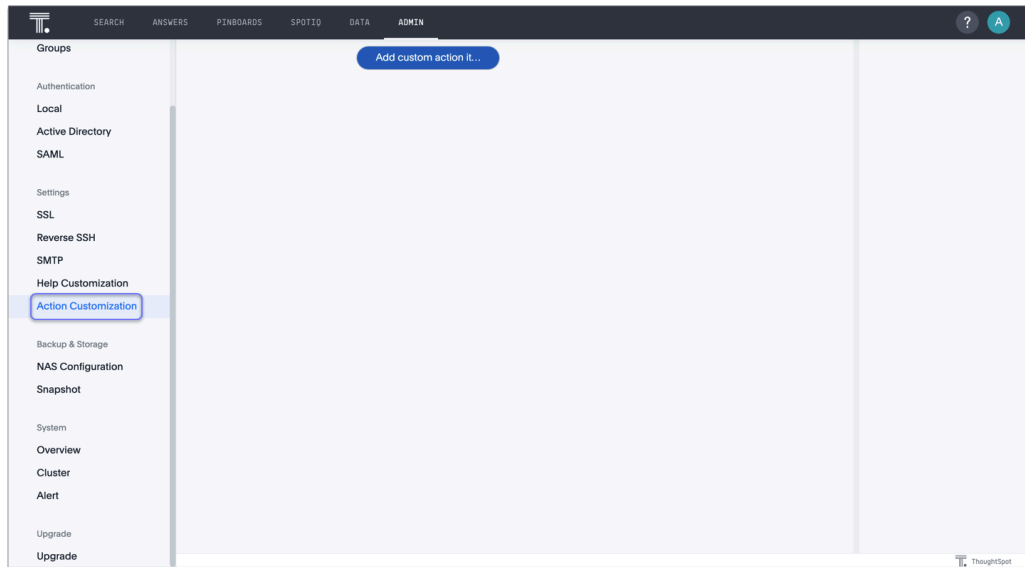 SEARCH ANSWERS PINBOARDS SPOTIQ DATA ADMIN ? A
Groups
Add custom action it...
Authentication
Local
Active Directory
SAML
Settings
SSL
Reverse SSH
SMTP
Help Customization
Action Customization
Backup & Storage
NAS Configuration
Snapshot
System
Overview
Cluster
Alert
Upgrade
Upgrade
ThoughtSpot